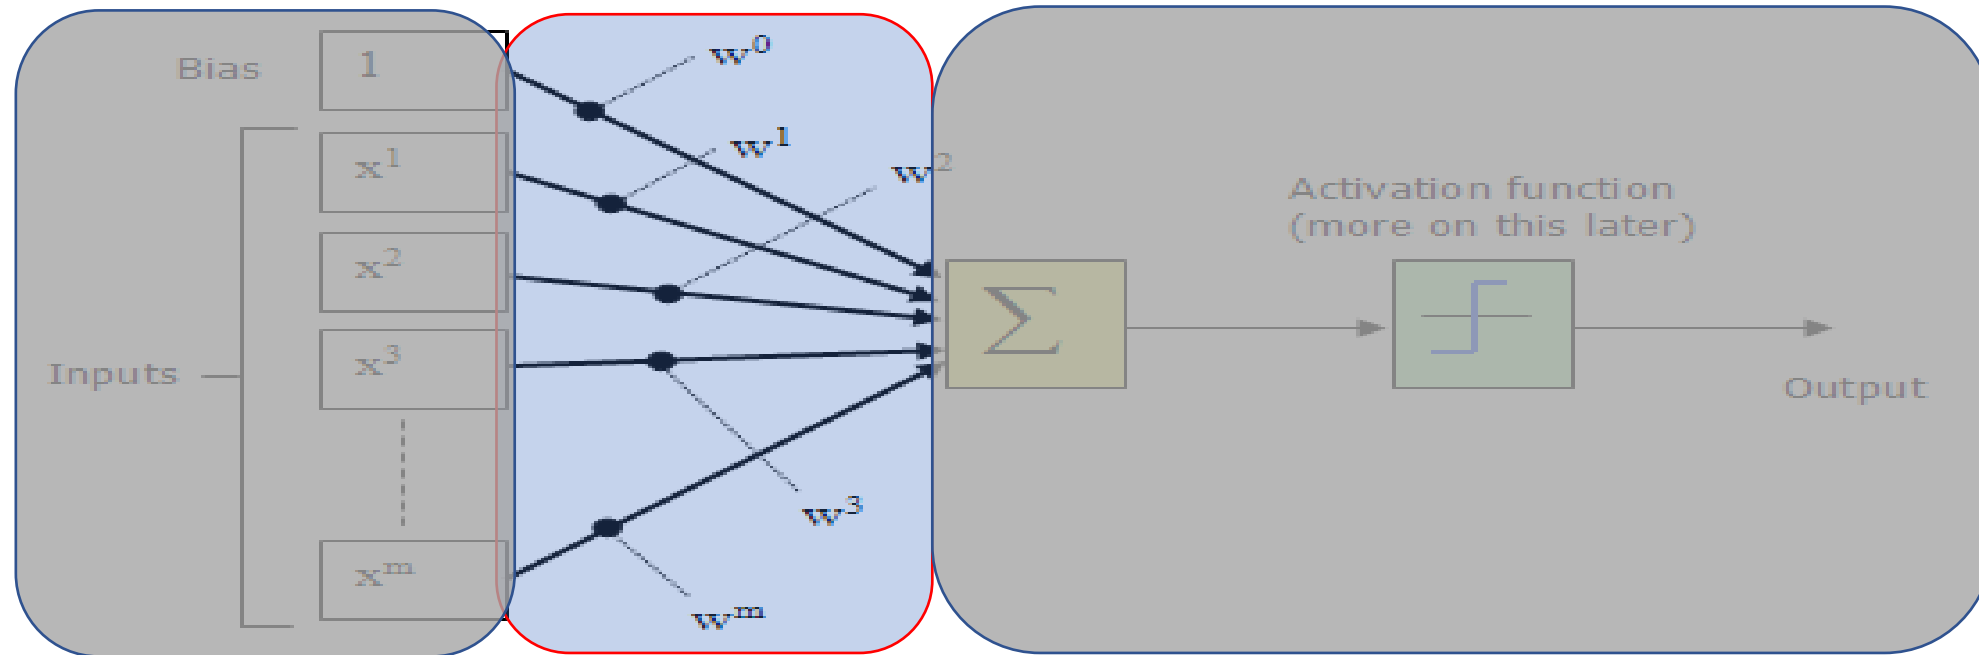 Bias
1
x¹
x²
x³
xᵐ
Inputs
w⁰
w¹
w²
w³
wᵐ
∑
Activation function
(more on this later)
Output